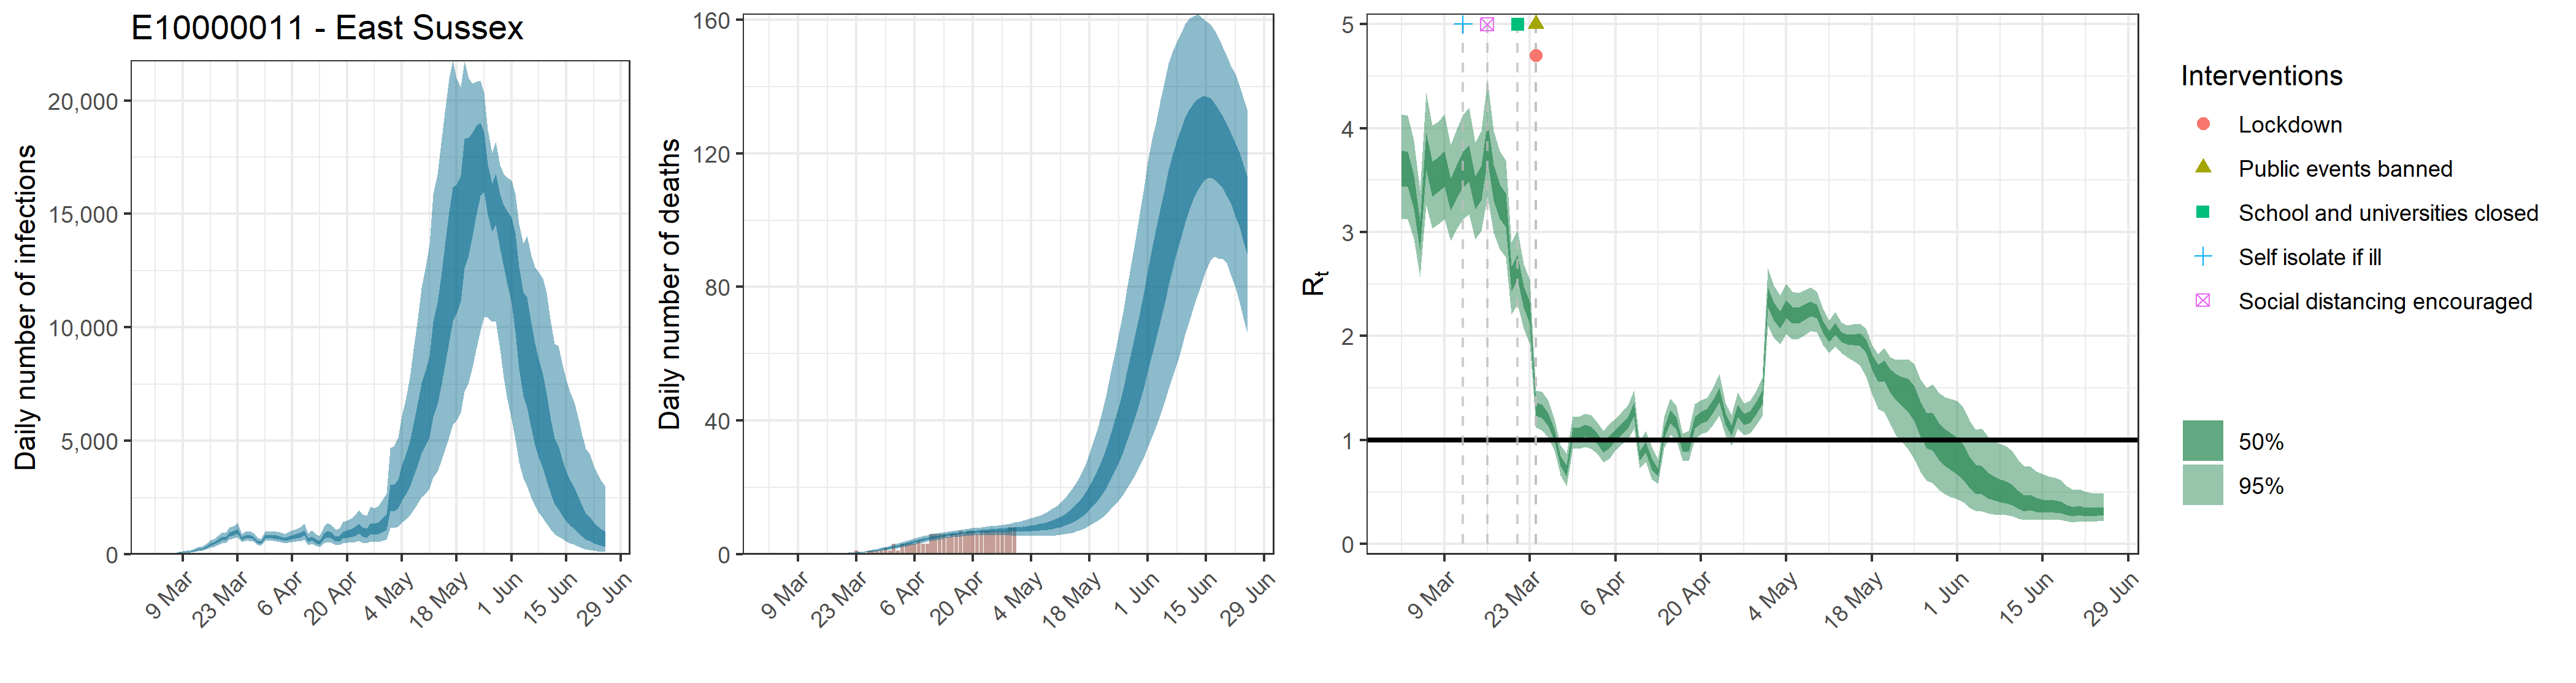 E10000011 - East Sussex
Daily number of infections
20,000
15,000
10,000
5,000
0
9 Mar
23 Mar
6 Apr
20 Apr
4 May
18 May
1 Jun
15 Jun
29 Jun
Daily number of deaths
160
120
80
40
0
9 Mar
23 Mar
6 Apr
20 Apr
4 May
18 May
1 Jun
15 Jun
29 Jun
Rt
5
4
3
2
1
0
9 Mar
23 Mar
6 Apr
20 Apr
4 May
18 May
1 Jun
15 Jun
29 Jun
Interventions
Lockdown
Public events banned
School and universities closed
Self isolate if ill
Social distancing encouraged
50%
95%